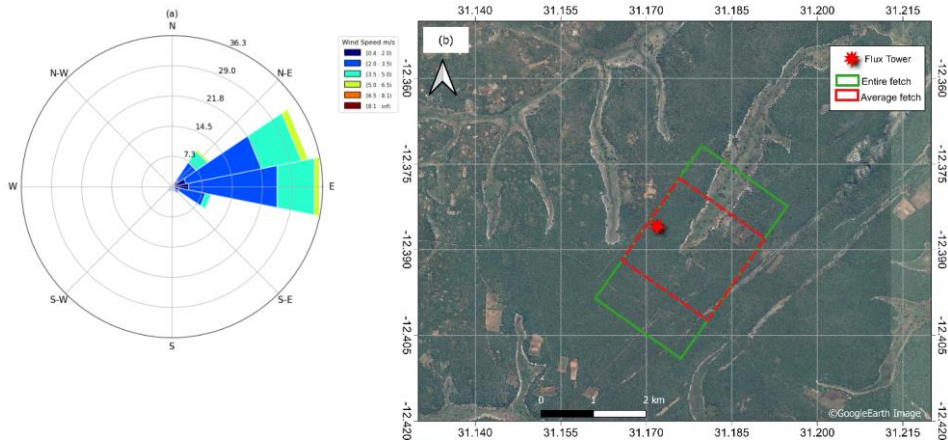 (a)
N
N-E
E
S-E
S
S-W
W
N-W
7.3
14.5
21.8
29.0
36.3
Wind Speed m/s
[0.4 : 2.0)
[2.0 : 3.5)
[3.5 : 5.0)
[5.0 : 6.5)
[6.5 : 8.1)
[8.1 : inf)
(b)
31.140 31.155 31.170 31.185 31.200 31.215
-12.360 -12.360
-12.375 -12.375
-12.390 -12.390
-12.405 -12.405
-12.420 -12.420
Flux Tower
Entire fetch
Average fetch
0 1 2 km
©GoogleEarth Image
31.140 31.155 31.170 31.185 31.200 31.215